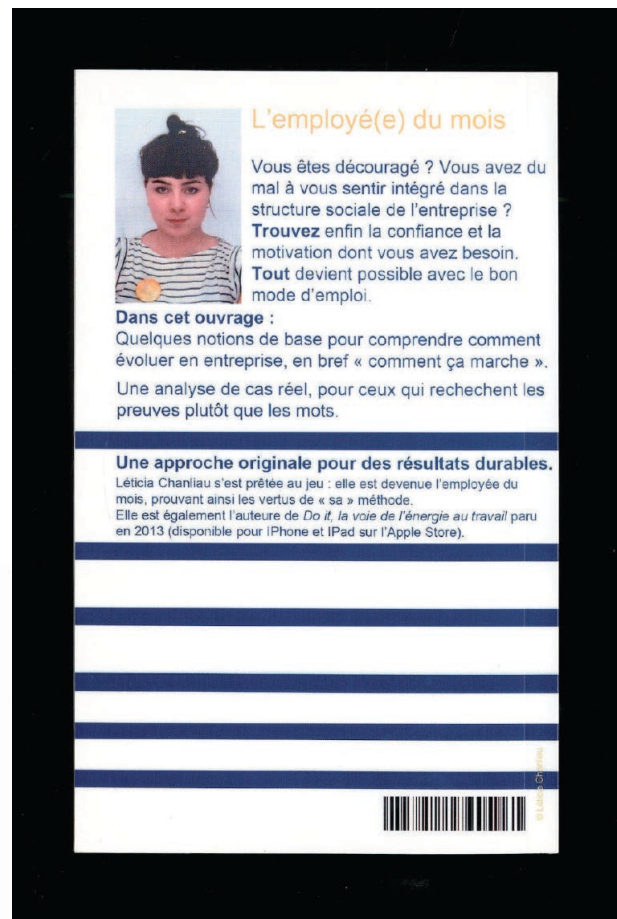 L'employé(e) du mois
Vous êtes découragé ? Vous avez du
mal à vous sentir intégré dans la
structure sociale de l'entreprise ?
Trouvez enfin la confiance et la
motivation dont vous avez besoin.
Tout devient possible avec le bon
mode d'emploi.
Dans cet ouvrage :
Quelques notions de base pour comprendre comment
évoluer en entreprise, en bref « comment ça marche ».
Une analyse de cas réel, pour ceux qui rechechent les
preuves plutôt que les mots.
Une approche originale pour des résultats durables.
Léticia Chanliau s'est prêtée au jeu : elle est devenue l'employée du
mois, prouvant ainsi les vertus de « sa » méthode.
Elle est également l'auteure de Do it, la voie de l'énergie au travail paru
en 2013 (disponible pour IPhone et IPad sur l'Apple Store).
© Léticia Chanliau